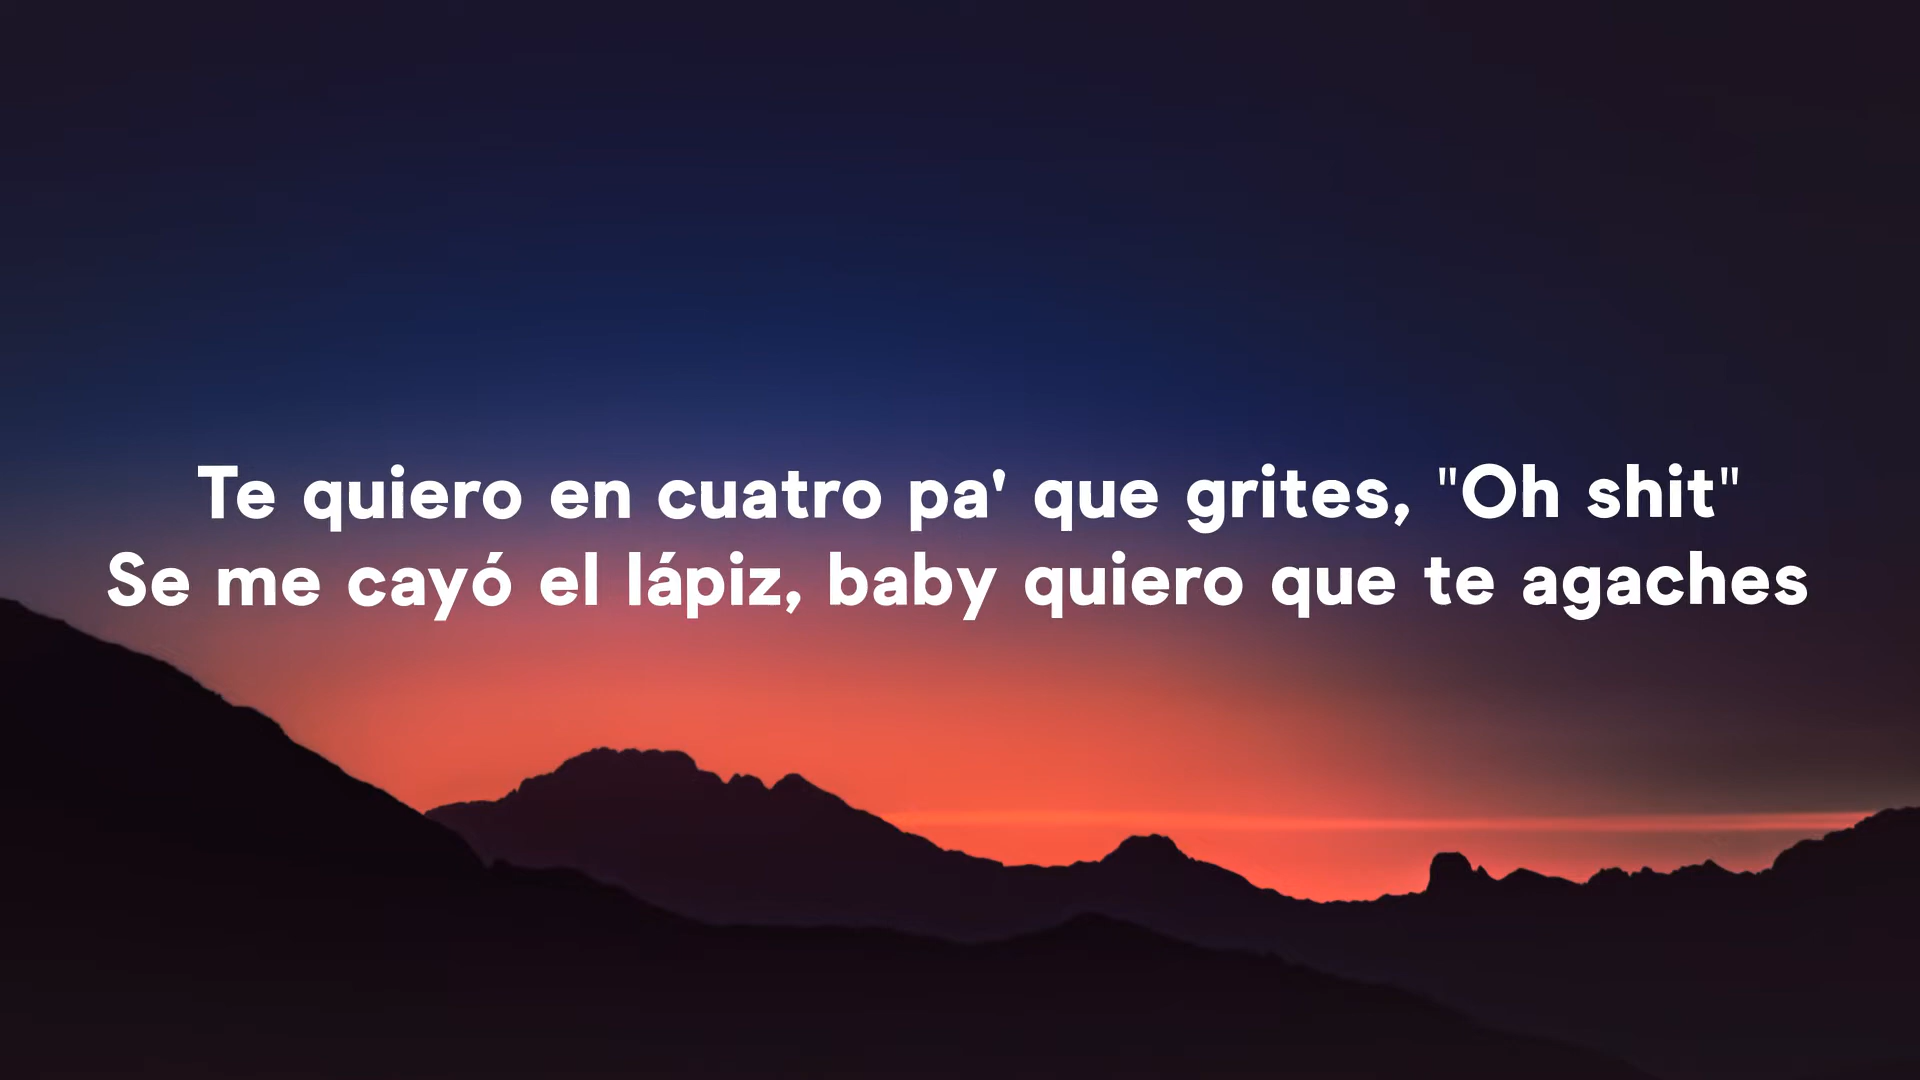 Te quiero en cuatro pa' que grites, "Oh shit"
Se me cayó el lápiz, baby quiero que te agaches